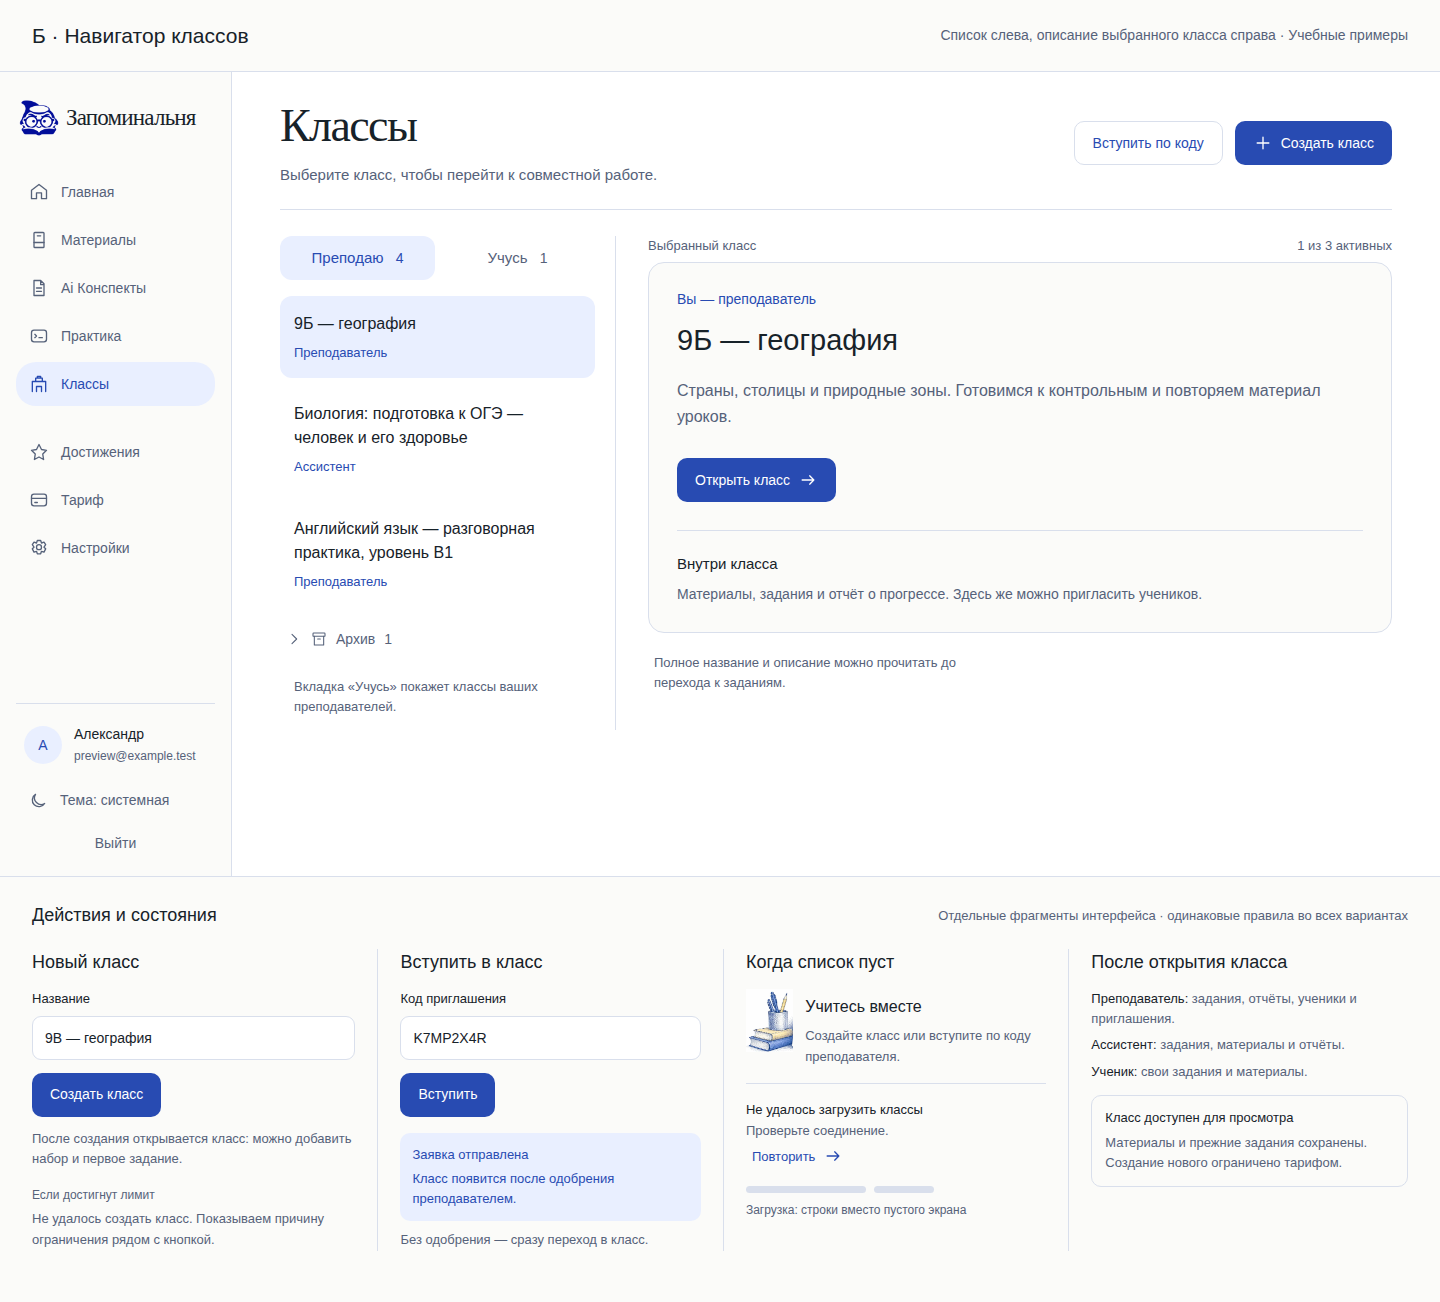 Б · Навигатор классов
Список слева, описание выбранного класса справа · Учебные примеры
Запоминальня
Главная
Материалы
Ai Конспекты
Практика
Классы
Достижения
Тариф
Настройки
А
Александр
preview@example.test
Тема: системная
Выйти
Классы
Выберите класс, чтобы перейти к совместной работе.
Вступить по коду
Создать класс
Преподаю 4
Учусь 1
9Б — география
Преподаватель
Биология: подготовка к ОГЭ —
человек и его здоровье
Ассистент
Английский язык — разговорная
практика, уровень B1
Преподаватель
Архив 1
Вкладка «Учусь» покажет классы ваших
преподавателей.
Выбранный класс
1 из 3 активных
Вы — преподаватель
9Б — география
Страны, столицы и природные зоны. Готовимся к контрольным и повторяем материал
уроков.
Открыть класс
Внутри класса
Материалы, задания и отчёт о прогрессе. Здесь же можно пригласить учеников.
Полное название и описание можно прочитать до
перехода к заданиям.
Действия и состояния
Отдельные фрагменты интерфейса · одинаковые правила во всех вариантах
Новый класс
Название
9В — география
Создать класс
После создания открывается класс: можно добавить
набор и первое задание.
Если достигнут лимит
Не удалось создать класс. Показываем причину
ограничения рядом с кнопкой.
Вступить в класс
Код приглашения
K7MP2X4R
Вступить
Заявка отправлена
Класс появится после одобрения
преподавателем.
Без одобрения — сразу переход в класс.
Когда список пуст
Учитесь вместе
Создайте класс или вступите по коду
преподавателя.
Не удалось загрузить классы
Проверьте соединение.
Повторить
Загрузка: строки вместо пустого экрана
После открытия класса
Преподаватель: задания, отчёты, ученики и
приглашения.
Ассистент: задания, материалы и отчёты.
Ученик: свои задания и материалы.
Класс доступен для просмотра
Материалы и прежние задания сохранены.
Создание нового ограничено тарифом.